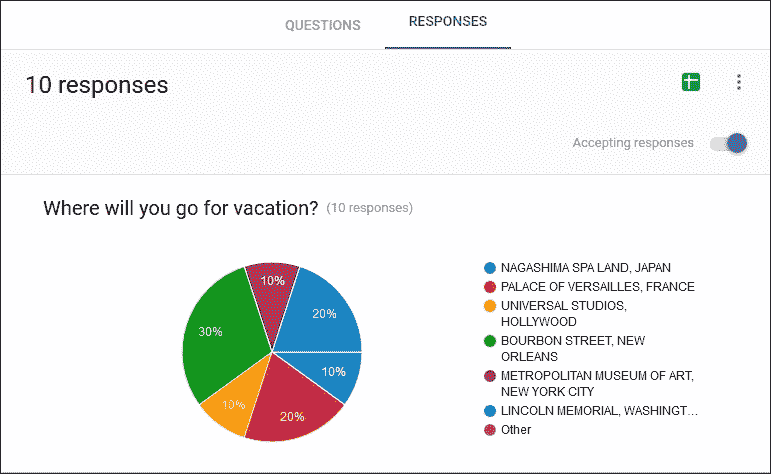 QUESTIONS
RESPONSES
10 responses
Accepting responses
Where will you go for vacation? (10 responses)
10%
20%
30%
10%
10%
20%
NAGASHIMA SPA LAND, JAPAN
PALACE OF VERSAILLES, FRANCE
UNIVERSAL STUDIOS,
HOLLYWOOD
BOURBON STREET, NEW
ORLEANS
METROPOLITAN MUSEUM OF ART,
NEW YORK CITY
LINCOLN MEMORIAL, WASHINGT…
Other